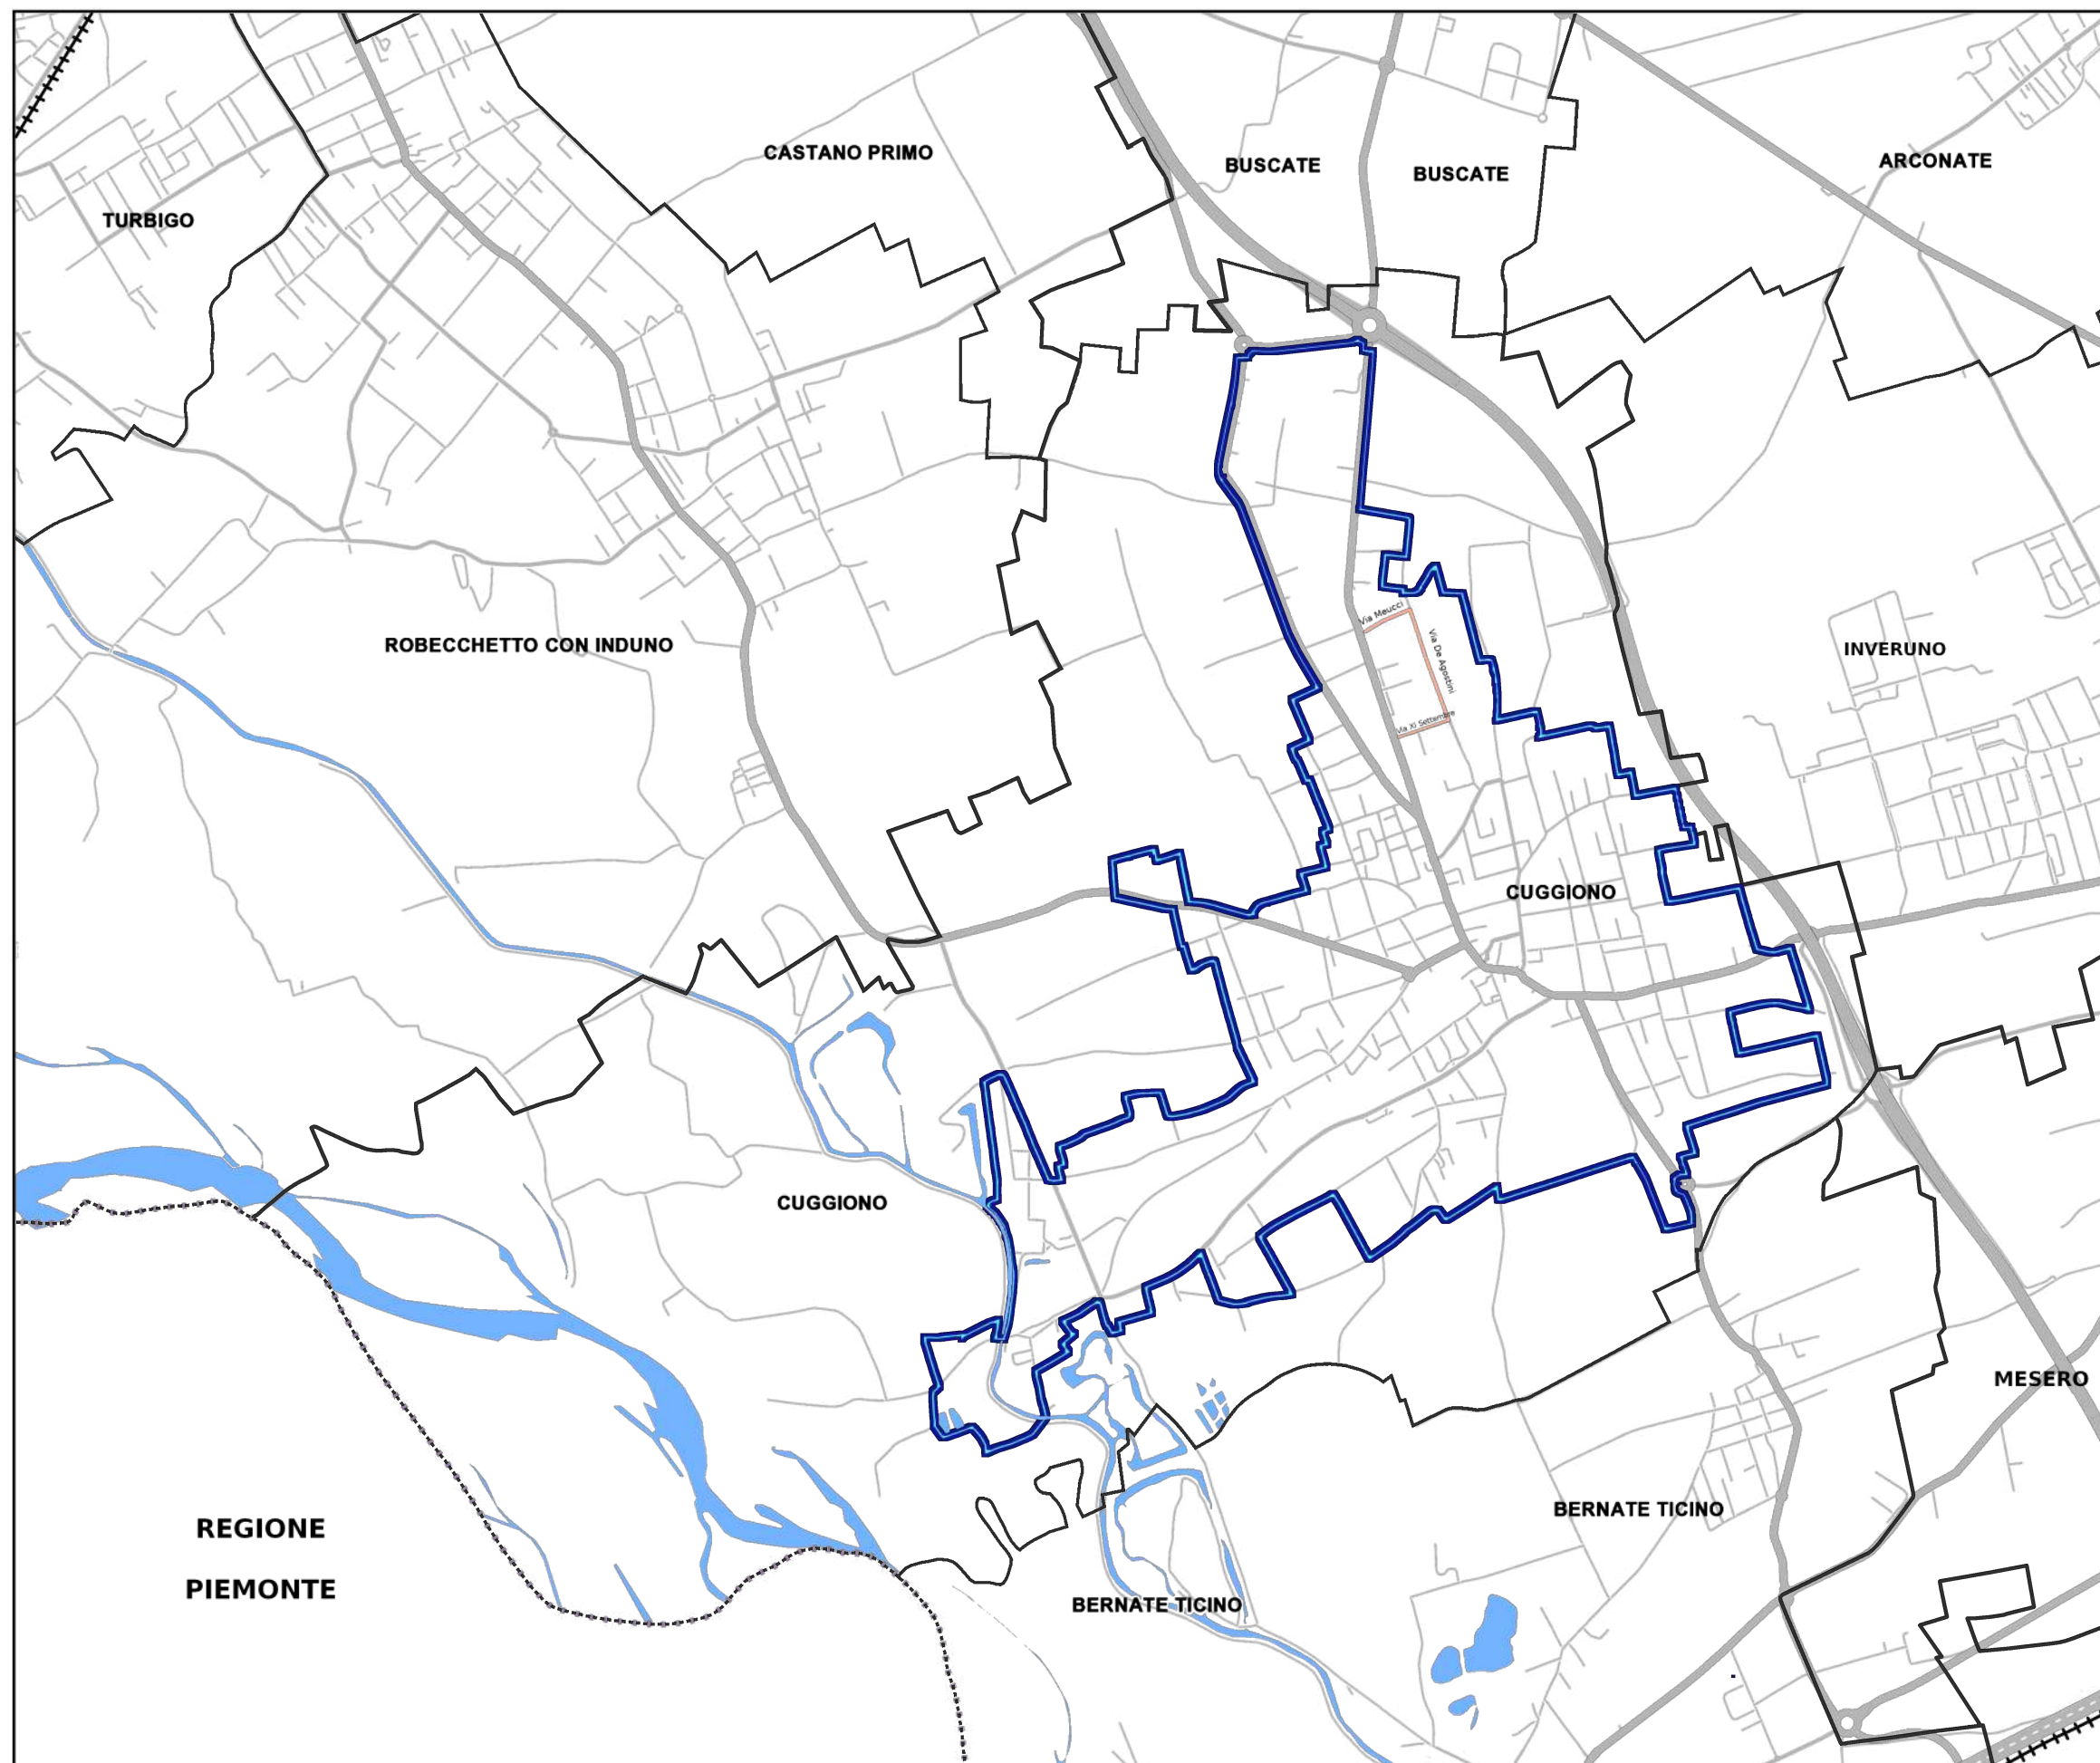 CASTANO PRIMO
BUSCATE
BUSCATE
ARCONATE
TURBIGO
Via Meucci
Via De Agostini
Via XI Settembre
ROBECCHETTO CON INDUNO
INVERUNO
CUGGIONO
CUGGIONO
MESERO
BERNATE TICINO
REGIONE
PIEMONTE
BERNATE TICINO